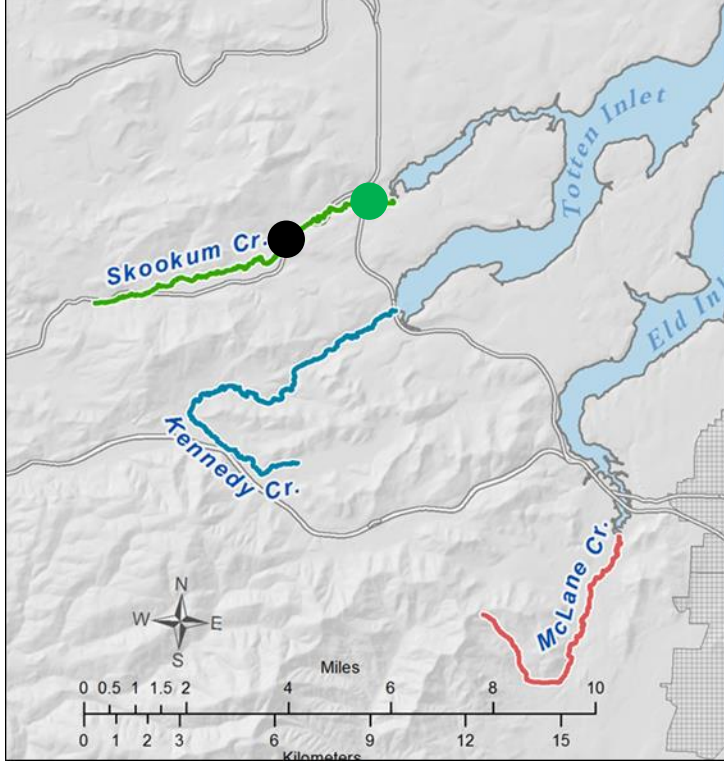 Totten Inlet
Skookum Cr.
Eld Inl
Kennedy Cr.
McLane Cr.
N
W E
S
Miles
0 0.5 1 1.5 2 4 6 8 10
0 1 2 3 6 9 12 15
Kilometers